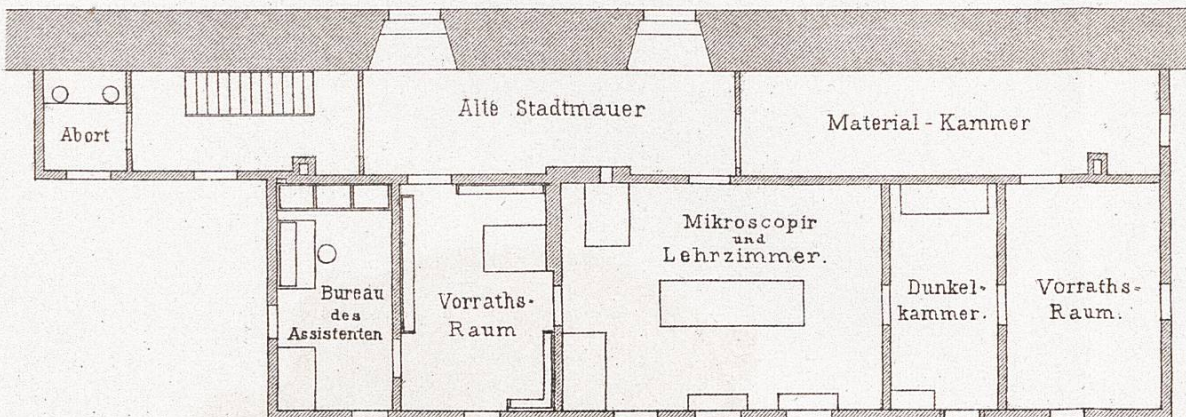 Abort
Alte Stadtmauer
Material-Kammer
Bureau
des
Assistenten
Vorraths-
Raum
Mikroscopir
und
Lehrzimmer.
Dunkel-
kammer.
Vorraths-
Raum.